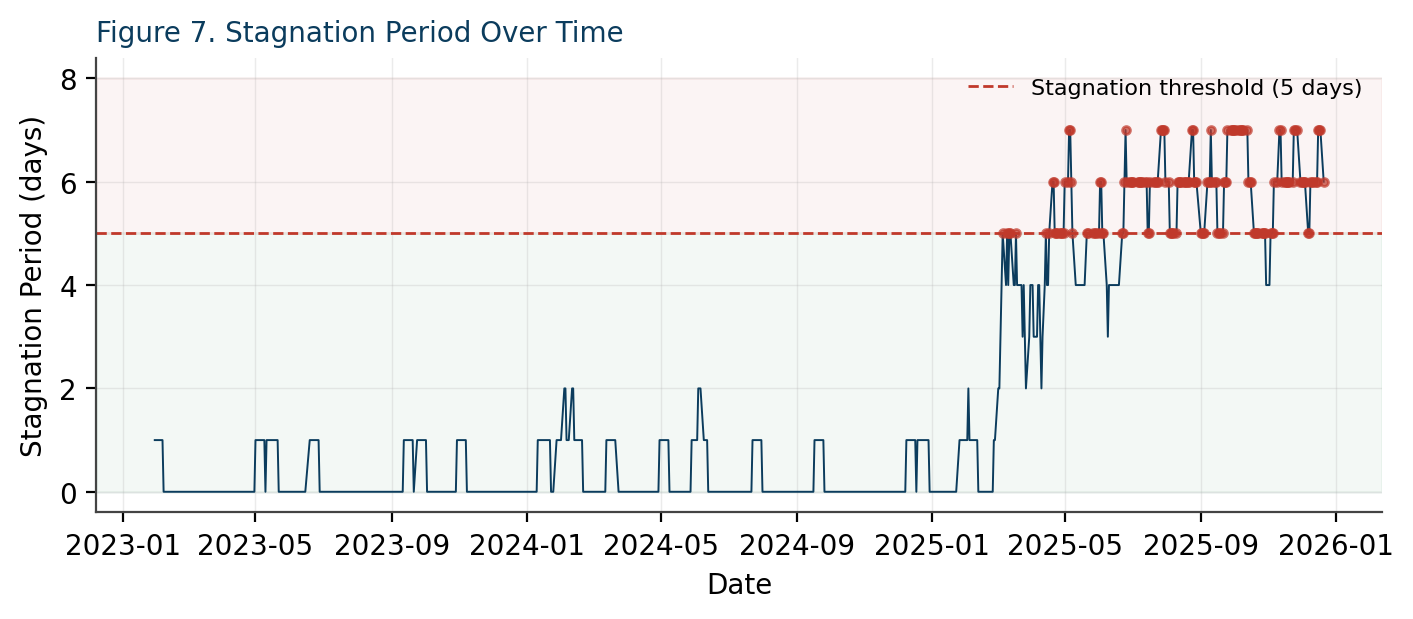 Figure 7. Stagnation Period Over Time
Stagnation threshold (5 days)
Stagnation Period (days)
8
6
4
2
0
2023-01 2023-05 2023-09 2024-01 2024-05 2024-09 2025-01 2025-05 2025-09 2026-01
Date